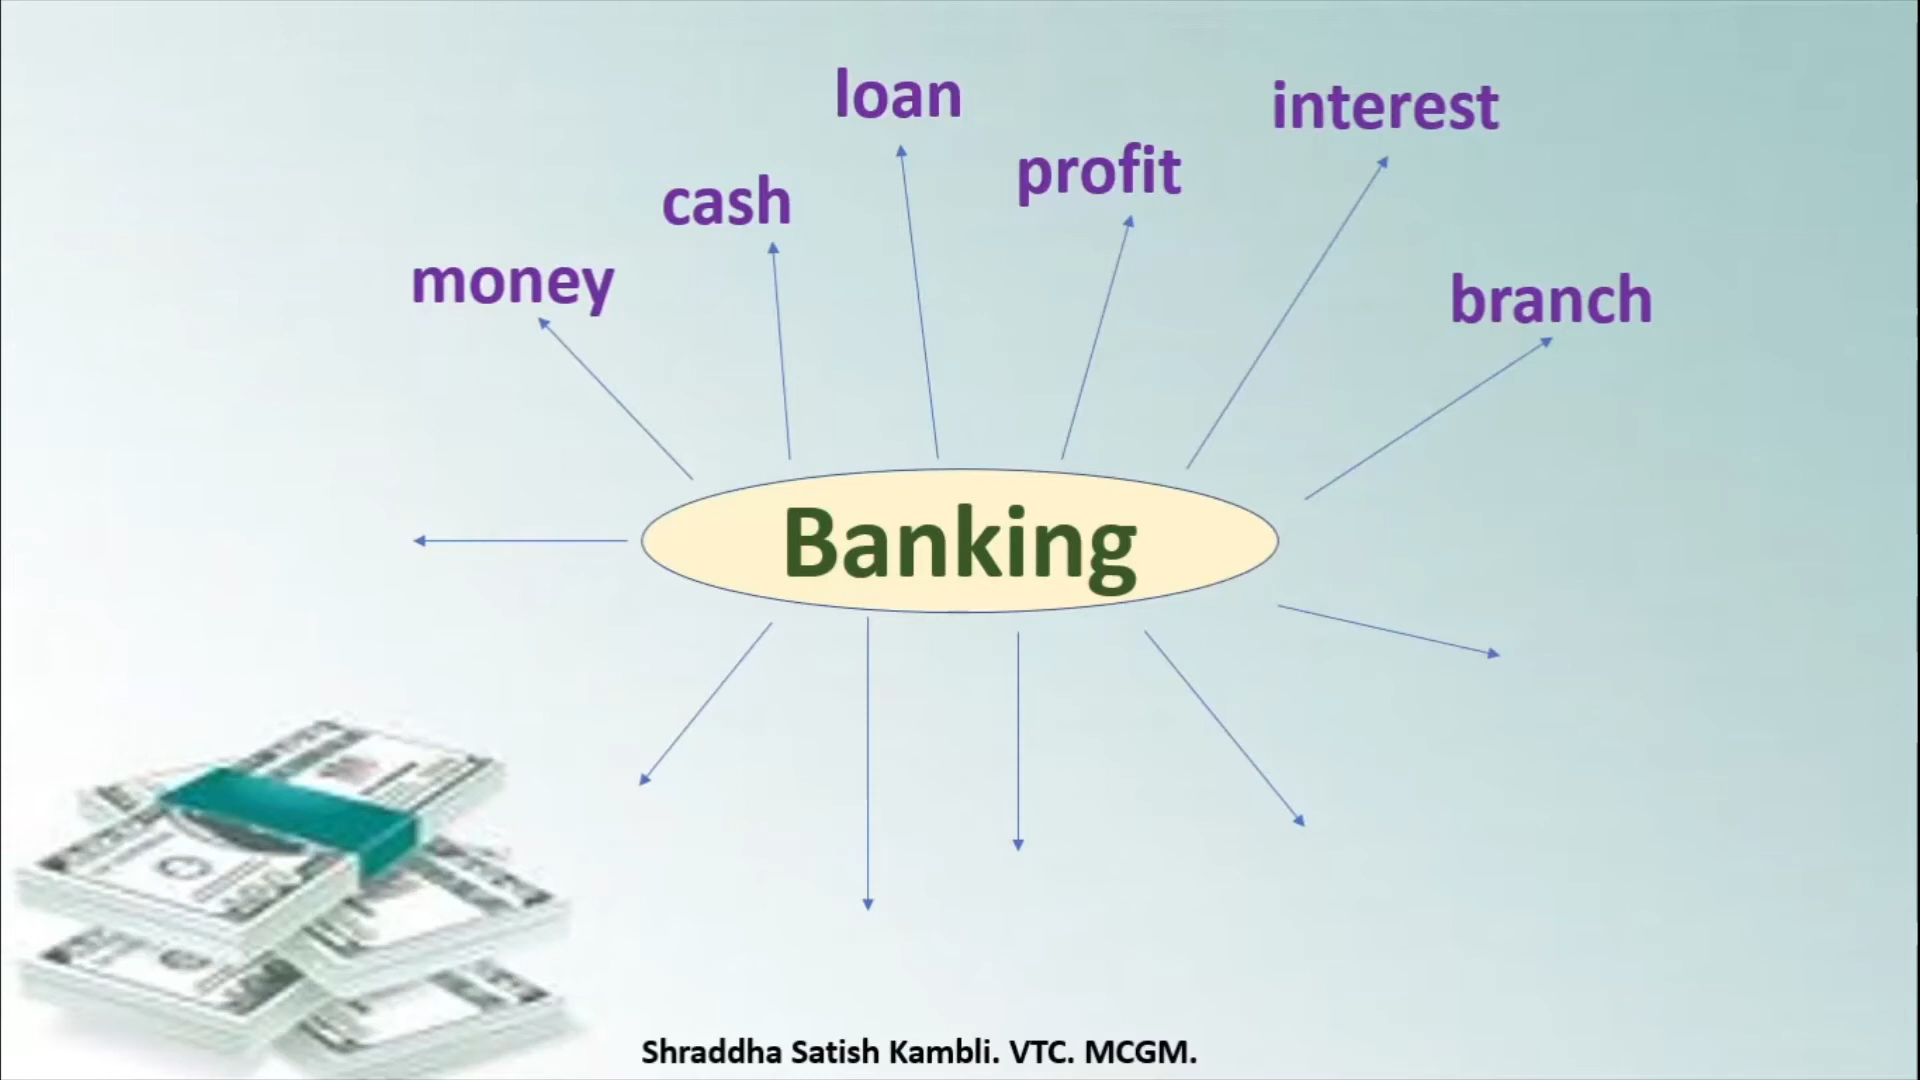 loan
interest
profit
cash
money
branch
Banking
Shraddha Satish Kambli. VTC. MCGM.